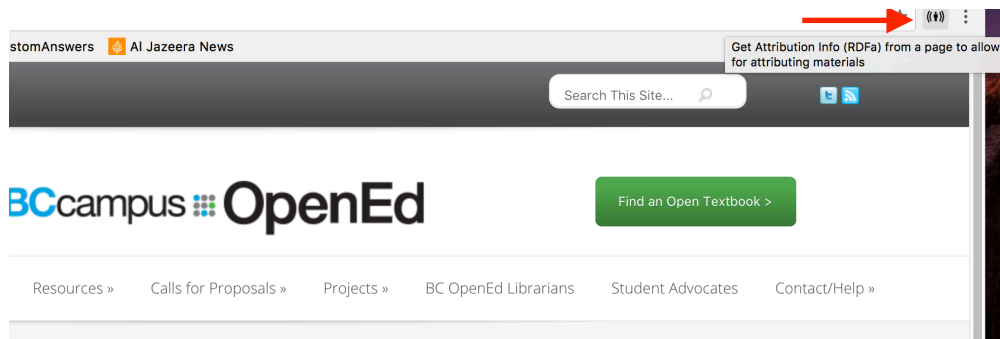 stomAnswers Al Jazeera News
Get Attribution Info (RDFa) from a page to allow
for attributing materials
Search This Site...
BCcampus OpenEd
Find an Open Textbook >
Resources » Calls for Proposals » Projects » BC OpenEd Librarians Student Advocates Contact/Help »